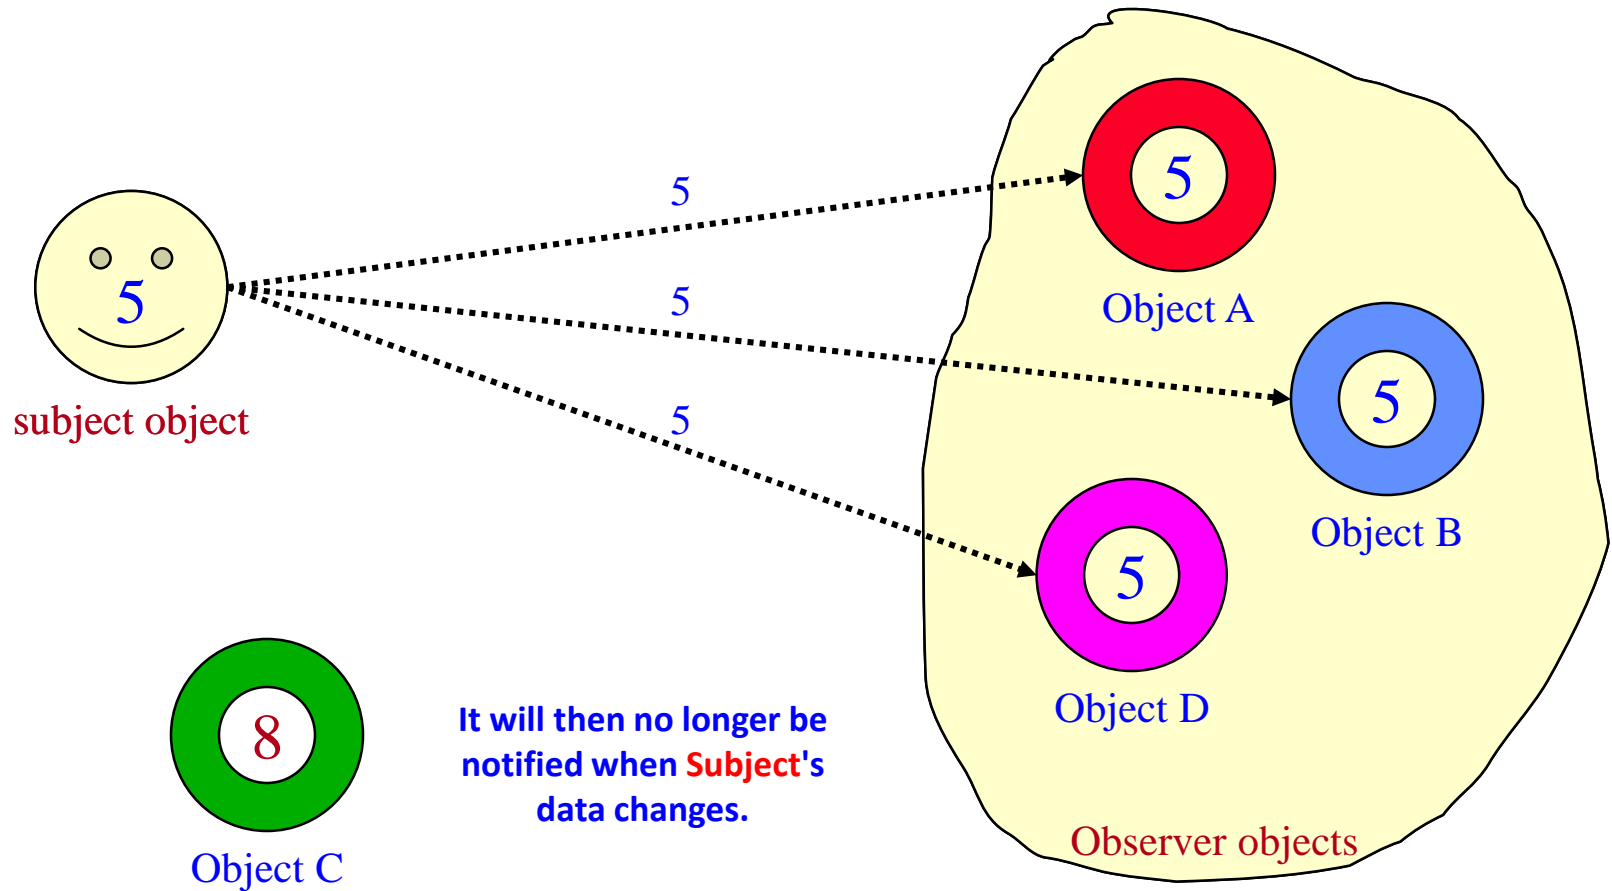 5
5
Object A
5
5
subject object
5
5
Object B
5
5
Object D
8
Object C
It will then no longer be
notified when Subject's
data changes.
Observer objects